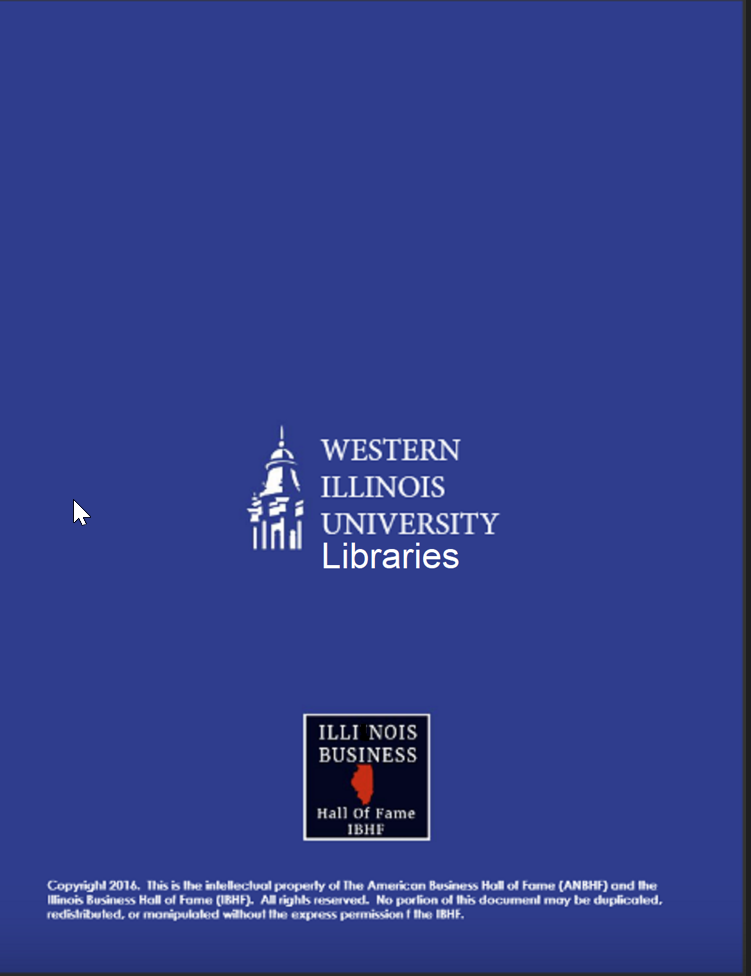 WESTERN
ILLINOIS
UNIVERSITY
Libraries
ILLI NOIS
BUSINESS
Hall Of Fame
IBHF
Copyright 2016. This is the intellectual property of The American Business Hall of Fame (ANBHF) and the
Illinois Business Hall of Fame (IBHF). All rights reserved. No portion of this document may be duplicated,
redistributed, or manipulated without the express permission f the IBHF.